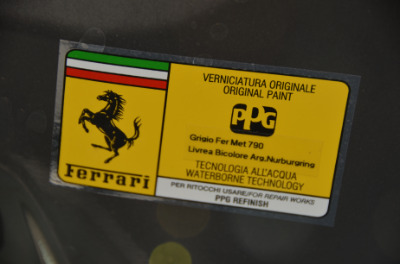 VERNICIATURA ORIGINALE
ORIGINAL PAINT
PPG
Grigio Fer Met 790
Livrea Bicolore Arg.Nurburgring
TECNOLOGIA ALL'ACQUA
WATERBORNE TECHNOLOGY
Ferrari
PER RITOCCHI USARE/FOR REPAIR WORKS
PPG REFINISH